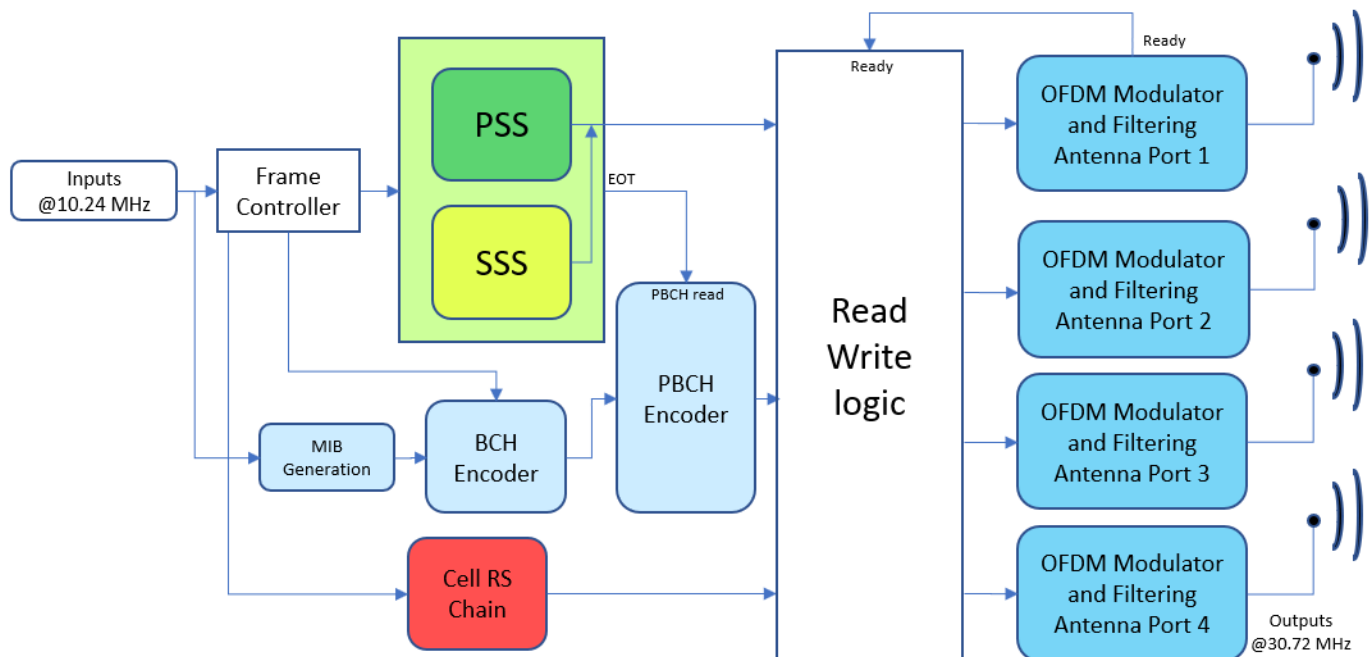 Inputs
@10.24 MHz
Frame
Controller
PSS
SSS
EOT
MIB
Generation
BCH
Encoder
PBCH read
PBCH
Encoder
Cell RS
Chain
Ready
Read
Write
logic
Ready
OFDM Modulator
and Filtering
Antenna Port 1
OFDM Modulator
and Filtering
Antenna Port 2
OFDM Modulator
and Filtering
Antenna Port 3
OFDM Modulator
and Filtering
Antenna Port 4
Outputs
@30.72 MHz